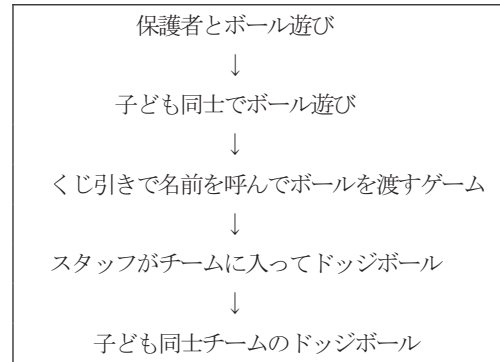 保護者とボール遊び
↓
子ども同士でボール遊び
↓
くじ引きで名前を呼んでボールを渡すゲーム
↓
スタッフがチームに入ってドッジボール
↓
子ども同士チームのドッジボール